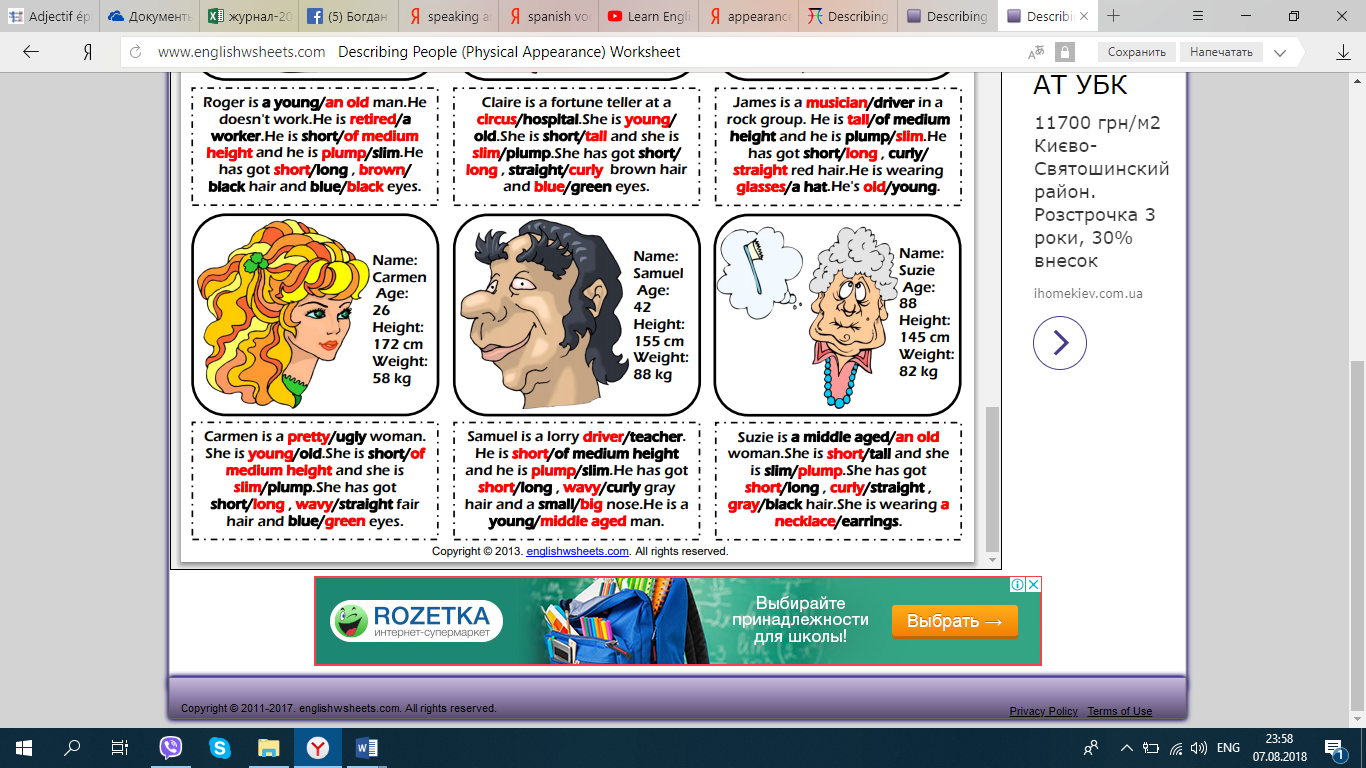 Adjectif ép
Документы
журнал-20
(5) Богдан
speaking a
spanish vo
Learn Engli
appearance
Describing
Describing
Describi
www.englishwsheets.com Describing People (Physical Appearance) Worksheet
Сохранить
Напечатать
Roger is a young/an old man.He
doesn't work.He is retired/a
worker.He is short/of medium
height and he is plump/slim.He
has got short/long , brown/
black hair and blue/black eyes.
Claire is a fortune teller at a
circus/hospital.She is young/
old.She is short/tall and she is
slim/plump.She has got short/
long , straight/curly brown hair
and blue/green eyes.
James is a musician/driver in a
rock group. He is tall/of medium
height and he is plump/slim.He
has got short/long , curly/
straight red hair.He is wearing
glasses/a hat.He's old/young.
Name:
Carmen
Age:
26
Height:
172 cm
Weight:
58 kg
Name:
Samuel
Age:
42
Height:
155 cm
Weight:
88 kg
Name:
Suzie
Age:
88
Height:
145 cm
Weight:
82 kg
Carmen is a pretty/ugly woman.
She is young/old.She is short/of
medium height and she is
slim/plump.She has got
short/long , wavy/straight fair
hair and blue/green eyes.
Samuel is a lorry driver/teacher.
He is short/of medium height
and he is plump/slim.He has got
short/long , wavy/curly gray
hair and a small/big nose.He is a
young/middle aged man.
Suzie is a middle aged/an old
woman.She is short/tall and she
is slim/plump.She has got
short/long , curly/straight ,
gray/black hair.She is wearing a
necklace/earrings.
Copyright © 2013. englishwsheets.com. All rights reserved.
АТ УБК
11700 грн/м2
Києво-
Святошинский
район.
Розстрочка 3
роки, 30%
внесок
ihomekiev.com.ua
ROZETKA
интернет-супермаркет
Выбирайте
принадлежности
для школы!
Выбрать →
Copyright © 2011-2017. englishwsheets.com. All rights reserved.
Privacy Policy Terms of Use
ENG
23:58
07.08.2018
1